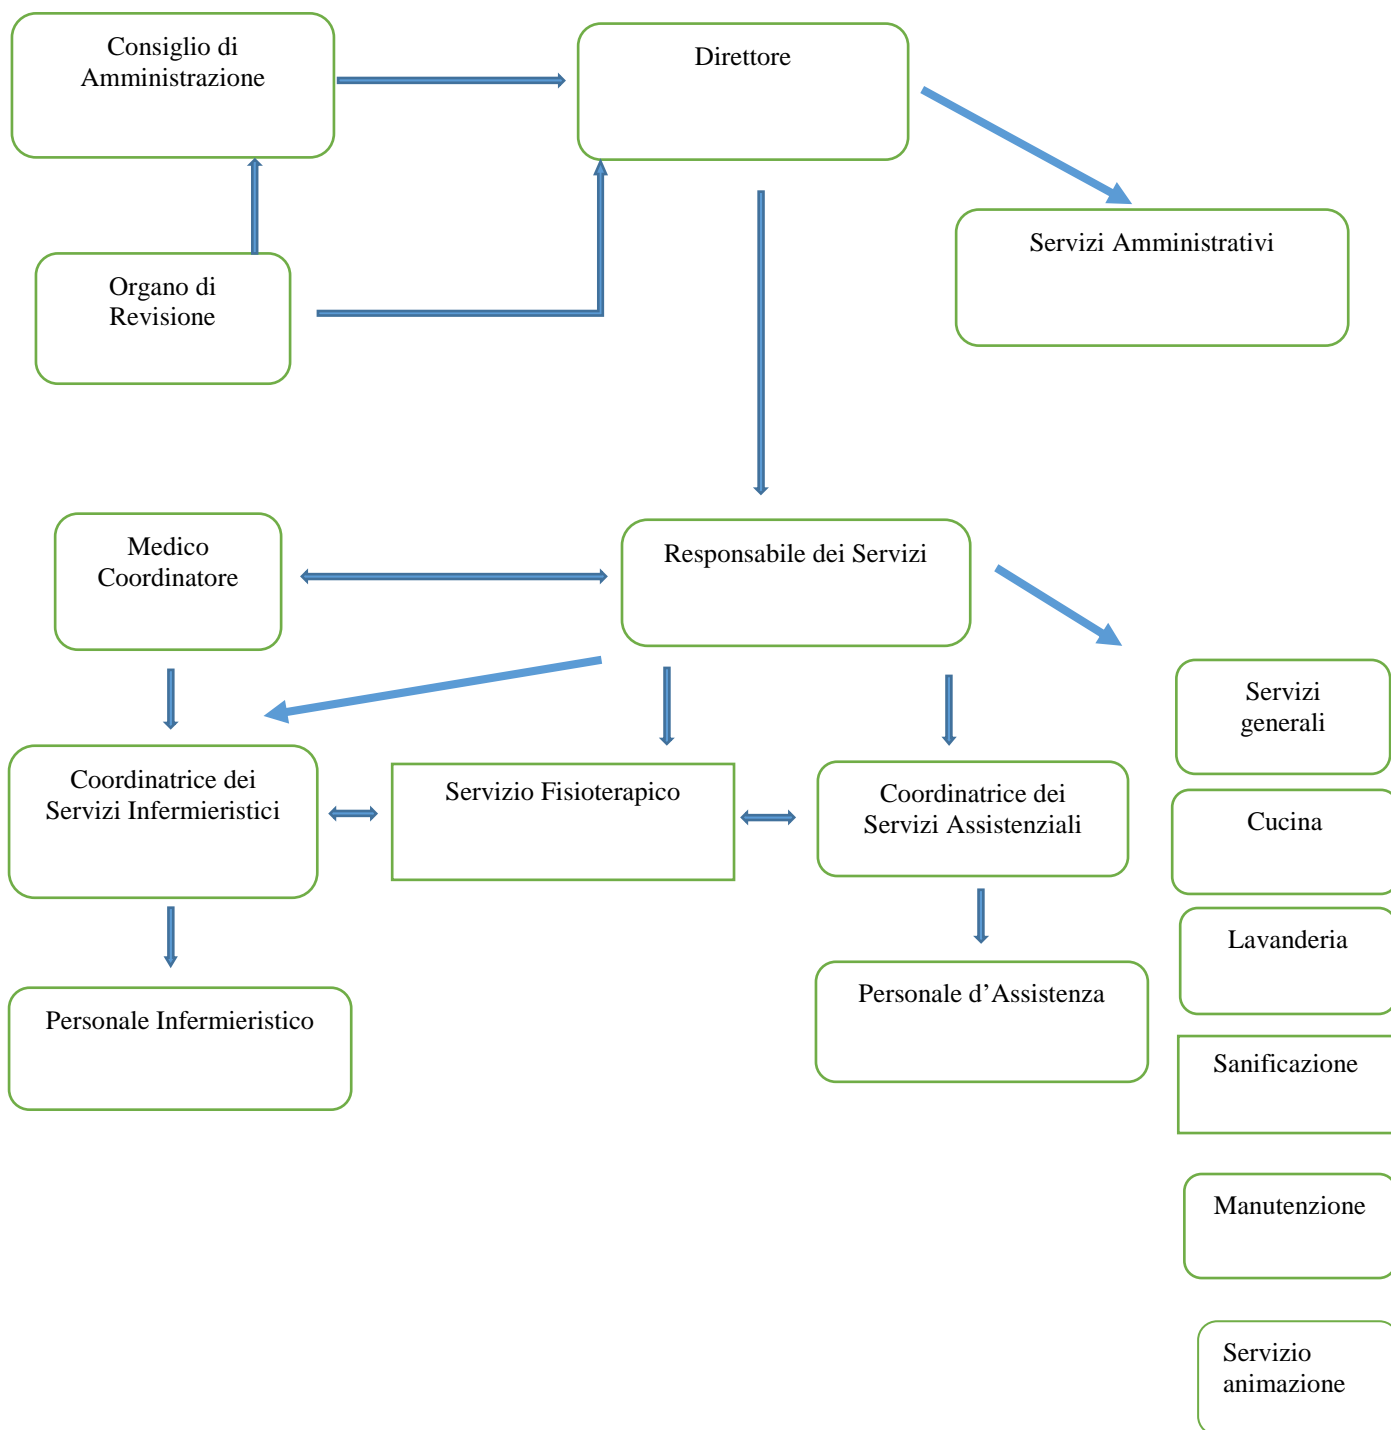 Consiglio di
Amministrazione
Direttore
Servizi Amministrativi
Organo di
Revisione
Medico
Coordinatore
Responsabile dei Servizi
Servizi
generali
Coordinatrice dei
Servizi Infermieristici
Servizio Fisioterapico
Coordinatrice dei
Servizi Assistenziali
Cucina
Lavanderia
Personale Infermieristico
Personale d’Assistenza
Sanificazione
Manutenzione
Servizio
animazione